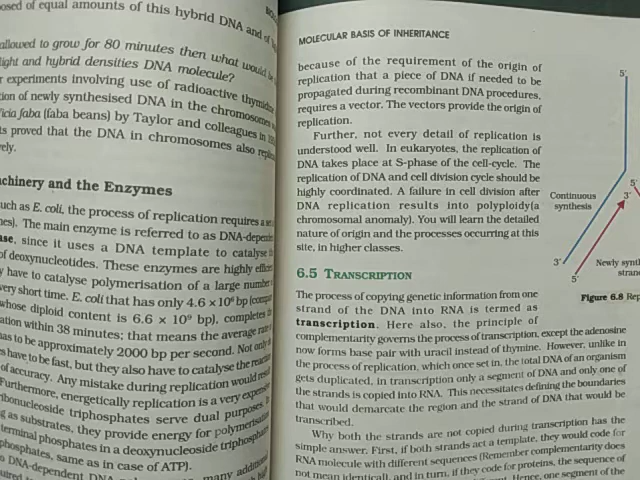 osed of equal amounts of this hybrid DNA and of
allowed to grow for 80 minutes then what would be
light and hybrid densities DNA molecule?
r experiments involving use of radioactive thymidine
tion of newly synthesised DNA in the chromosomes
Vicia faba (faba beans) by Taylor and colleagues in
ts proved that the DNA in chromosomes also
vely.
achinery and the Enzymes
such as E. coli, the process of replication requires a
mes). The main enzyme is referred to as DNA-dependent
ase, since it uses a DNA template to catalyse
of deoxynucleotides. These enzymes are highly
y have to catalyse polymerisation of a large number
very short time. E. coli that has only 4.6 × 10⁶ bp
whose diploid content is 6.6 × 10⁹ bp), completes
ation within 38 minutes; that means the average rate
has to be approximately 2000 bp per second. Not only
s have to be fast, but they also have to catalyse the
of accuracy. Any mistake during replication would
Furthermore, energetically replication is a very
ribonucleoside triphosphates serve dual purposes.
g as substrates, they provide energy for
terminal phosphates in a deoxynucleoside
phosphates, same as in case of ATP).
DNA-dependent many additional
MOLECULAR BASIS OF INHERITANCE
because of the requirement of the origin of
replication that a piece of DNA if needed to be
propagated during recombinant DNA procedures,
requires a vector. The vectors provide the origin of
replication.
Further, not every detail of replication is
understood well. In eukaryotes, the replication of
DNA takes place at S-phase of the cell-cycle. The
replication of DNA and cell division cycle should be
highly coordinated. A failure in cell division after
DNA replication results into polyploidy(a
chromosomal anomaly). You will learn the detailed
nature of origin and the processes occurring at this
site, in higher classes.
6.5 TRANSCRIPTION
The process of copying genetic information from one
strand of the DNA into RNA is termed as
transcription. Here also, the principle of
complementarity governs the process of transcription, except the adenosine
now forms base pair with uracil instead of thymine. However, unlike in
the process of replication, which once set in, the total DNA of an organism
gets duplicated, in transcription only a segment of DNA and only one of
the strands is copied into RNA. This necessitates defining the boundaries
that would demarcate the region and the strand of DNA that would be
transcribed.
Why both the strands are not copied during transcription has the
simple answer. First, if both strands act a template, they would code for
RNA molecule with different sequences (Remember complementarity does
not mean identical), and in turn, if they code for proteins, the sequence of
Hence, one segment of the
5'
5'
3'
Continuous
synthesis
3'
5'
Newly
Figure 6.8